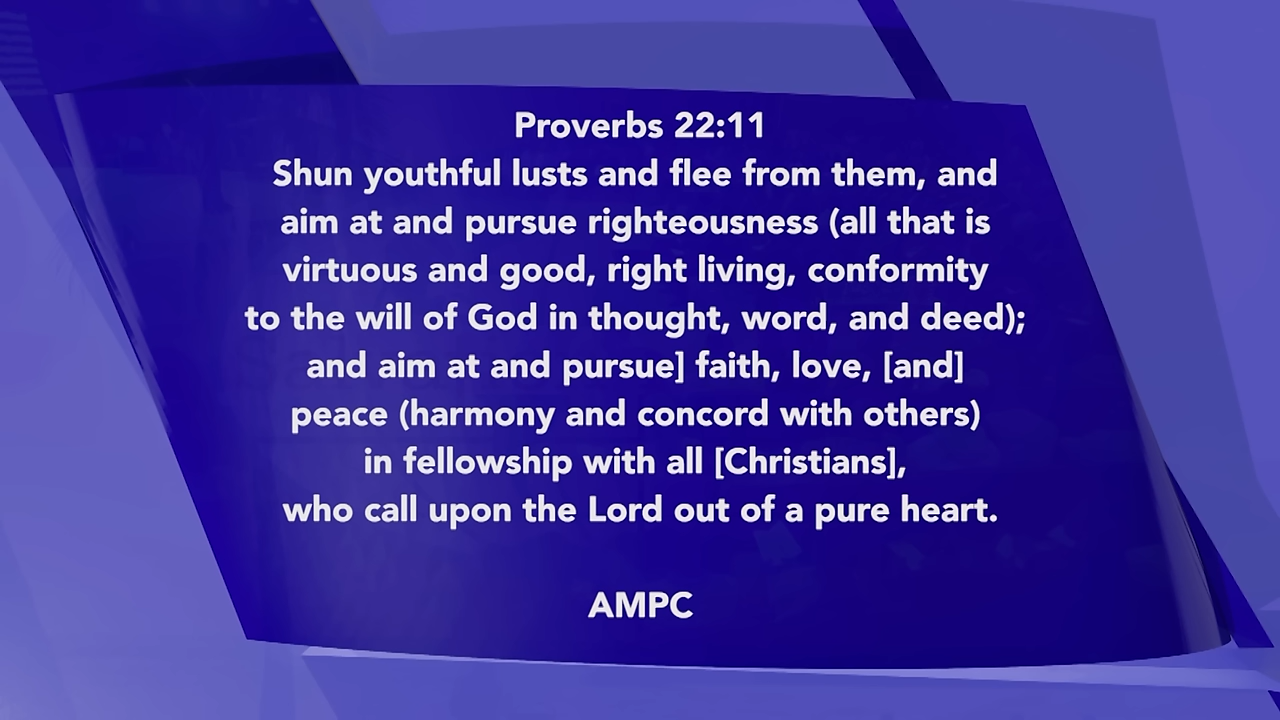 Proverbs 22:11
Shun youthful lusts and flee from them, and
aim at and pursue righteousness (all that is
virtuous and good, right living, conformity
to the will of God in thought, word, and deed);
and aim at and pursue] faith, love, [and]
peace (harmony and concord with others)
in fellowship with all [Christians],
who call upon the Lord out of a pure heart.
AMPC